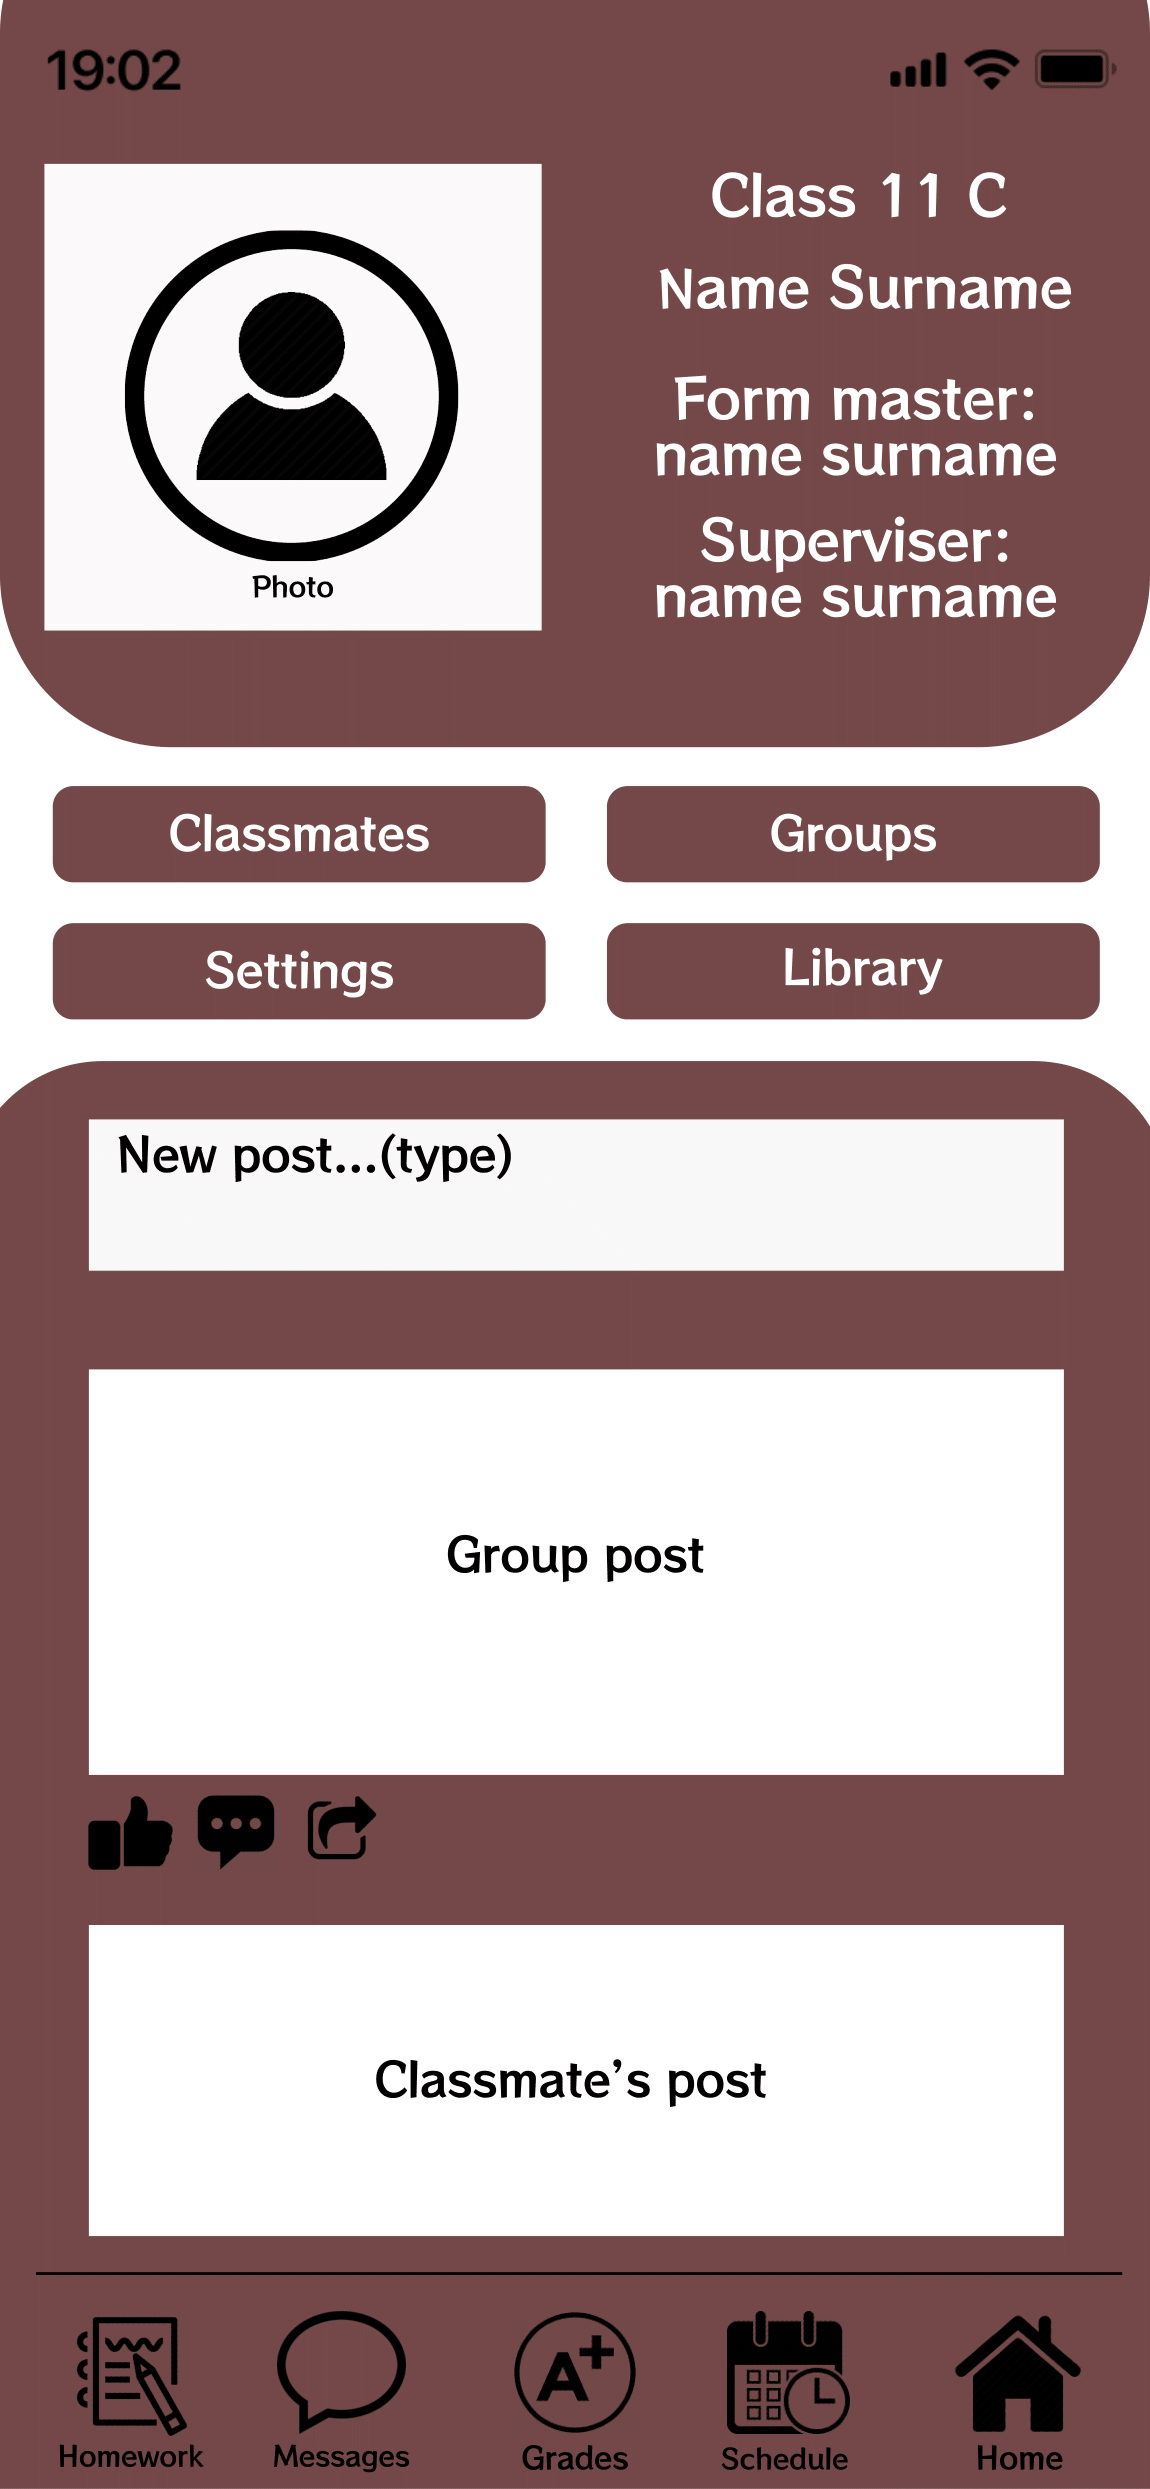 19:02
Class 11 C
Name Surname
Form master:
name surname
Superviser:
name surname
Photo
Classmates
Groups
Settings
Library
New post...(type)
Group post
Classmate’s post
A+
Homework
Messages
Grades
Schedule
Home